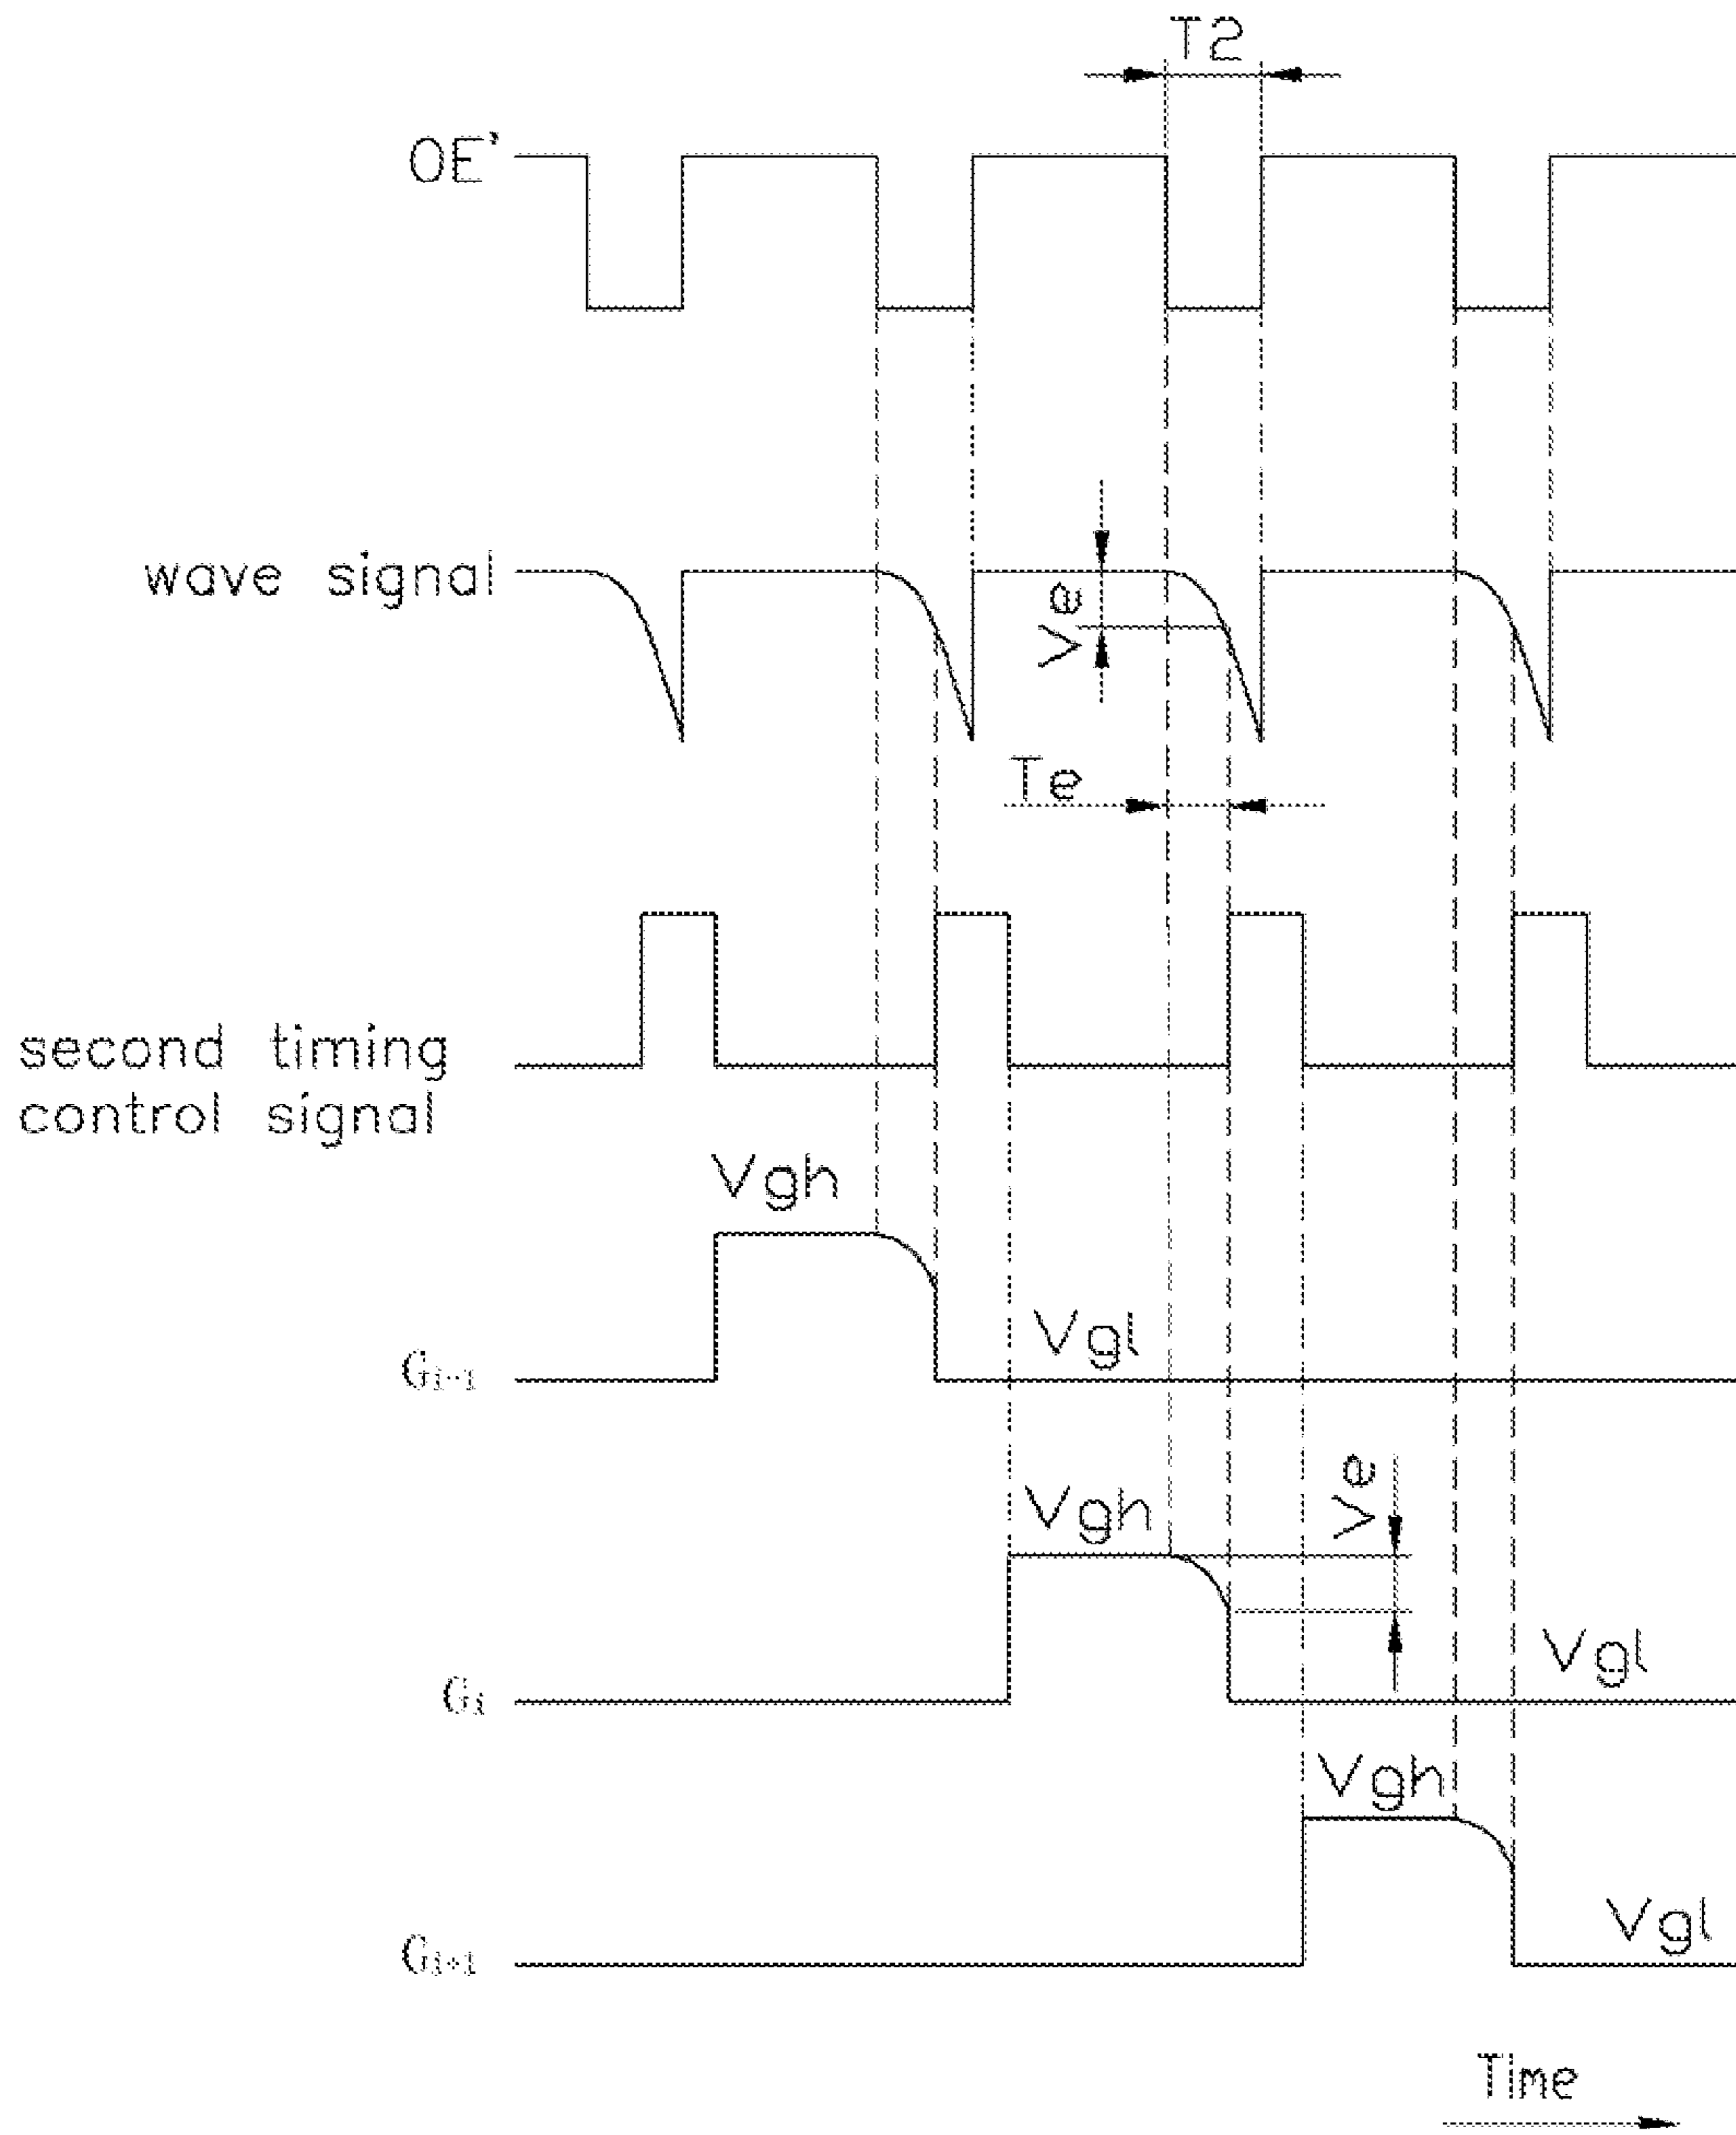 T2
OE'
wave signal
Ve
Te
second timing
control signal
Vgh
Vgl
Gi-1
Vgh
Ve
Vgl
Gi
Vgh
Vgl
Gi+1
Time